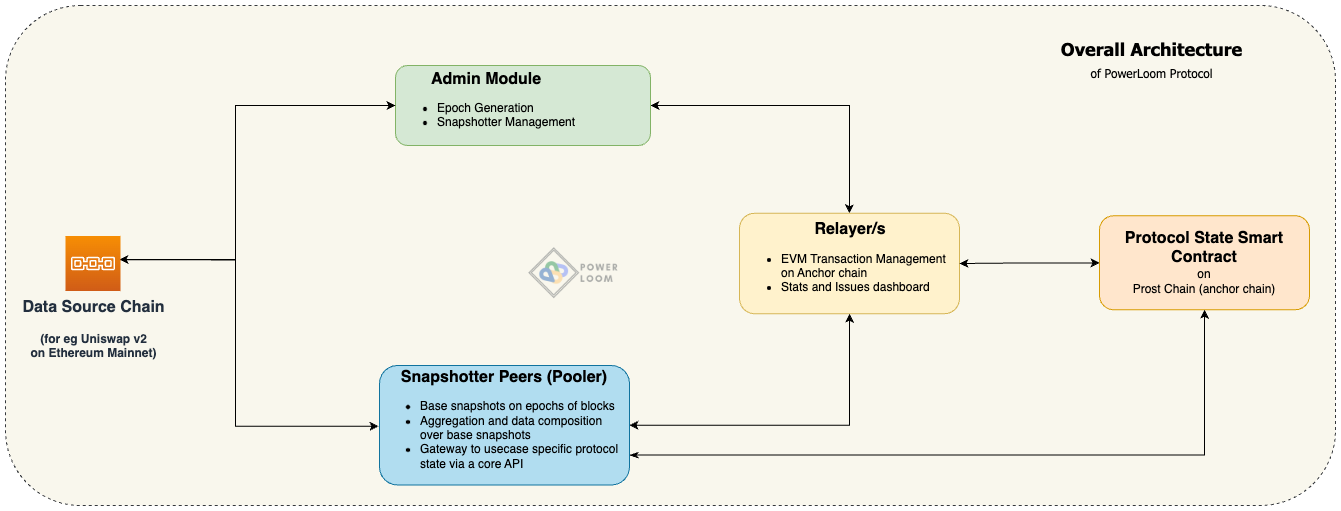 Overall Architecture
of PowerLoom Protocol
Admin Module
• Epoch Generation
• Snapshotter Management
Relayer/s
• EVM Transaction Management
on Anchor chain
• Stats and Issues dashboard
Protocol State Smart
Contract
on
Prost Chain (anchor chain)
POWER
LOOM
Data Source Chain
(for eg Uniswap v2
on Ethereum Mainnet)
Snapshotter Peers (Pooler)
• Base snapshots on epochs of blocks
• Aggregation and data composition
over base snapshots
• Gateway to usecase specific protocol
state via a core API